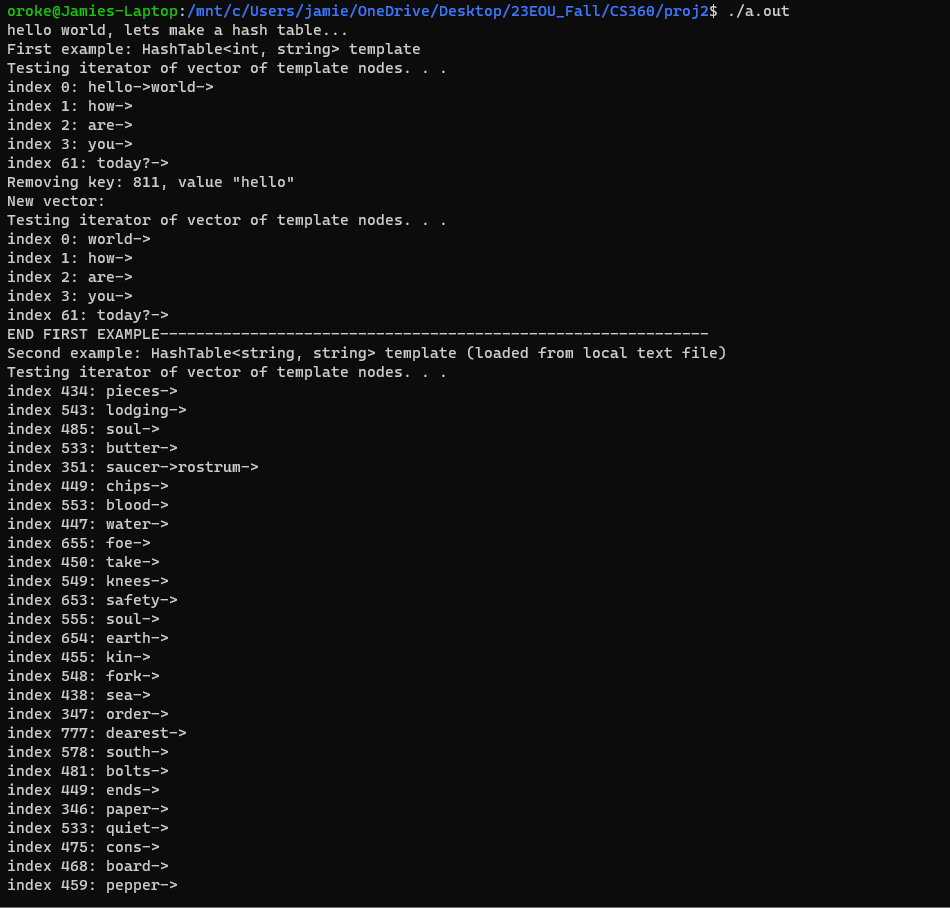 oroke@Jamies-Laptop:/mnt/c/Users/jamie/OneDrive/Desktop/23EOU_Fall/CS360/proj2$ ./a.out
hello world, lets make a hash table...
First example: HashTable<int, string> template
Testing iterator of vector of template nodes. . .
index 0: hello->world->
index 1: how->
index 2: are->
index 3: you->
index 61: today?->
Removing key: 811, value "hello"
New vector:
Testing iterator of vector of template nodes. . .
index 0: world->
index 1: how->
index 2: are->
index 3: you->
index 61: today?->
END FIRST EXAMPLE-------------------------------------------------------------
Second example: HashTable<string, string> template (loaded from local text file)
Testing iterator of vector of template nodes. . .
index 434: pieces->
index 543: lodging->
index 485: soul->
index 533: butter->
index 351: saucer->rostrum->
index 449: chips->
index 553: blood->
index 447: water->
index 655: foe->
index 450: take->
index 549: knees->
index 653: safety->
index 555: soul->
index 654: earth->
index 455: kin->
index 548: fork->
index 438: sea->
index 347: order->
index 777: dearest->
index 578: south->
index 481: bolts->
index 449: ends->
index 346: paper->
index 533: quiet->
index 475: cons->
index 468: board->
index 459: pepper->